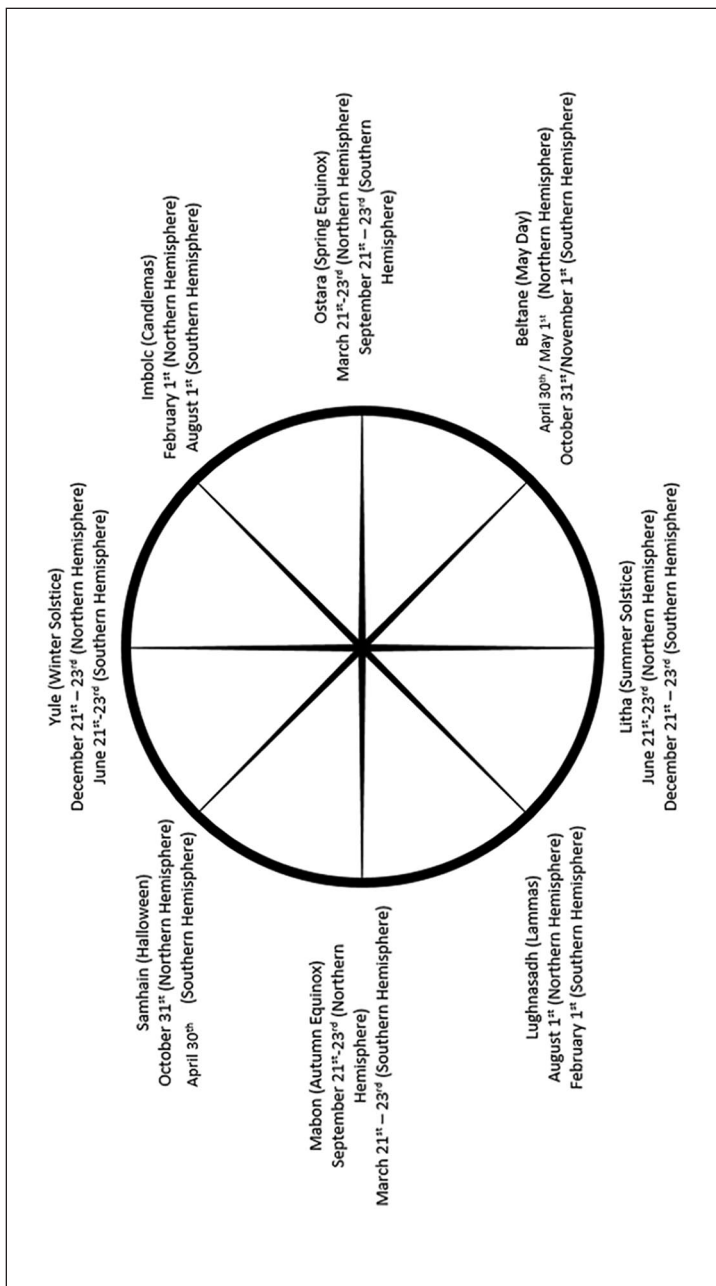 Yule (Winter Solstice)
December 21st – 23rd (Northern Hemisphere)
June 21st-23rd (Southern Hemisphere)
Imbolc (Candlemas)
February 1st (Northern Hemisphere)
August 1st (Southern Hemisphere)
Ostara (Spring Equinox)
March 21st-23rd (Northern Hemisphere)
September 21st – 23rd (Southern
Hemisphere)
Beltane (May Day)
April 30th / May 1st (Northern Hemisphere)
October 31st/November 1st (Southern Hemisphere)
Litha (Summer Solstice)
June 21st-23rd (Northern Hemisphere)
December 21st – 23rd (Southern Hemisphere)
Lughnasadh (Lammas)
August 1st (Northern Hemisphere)
February 1st (Southern Hemisphere)
Mabon (Autumn Equinox)
September 21st-23rd (Northern
Hemisphere)
March 21st – 23rd (Southern Hemisphere)
Samhain (Halloween)
October 31st (Northern Hemisphere)
April 30th (Southern Hemisphere)